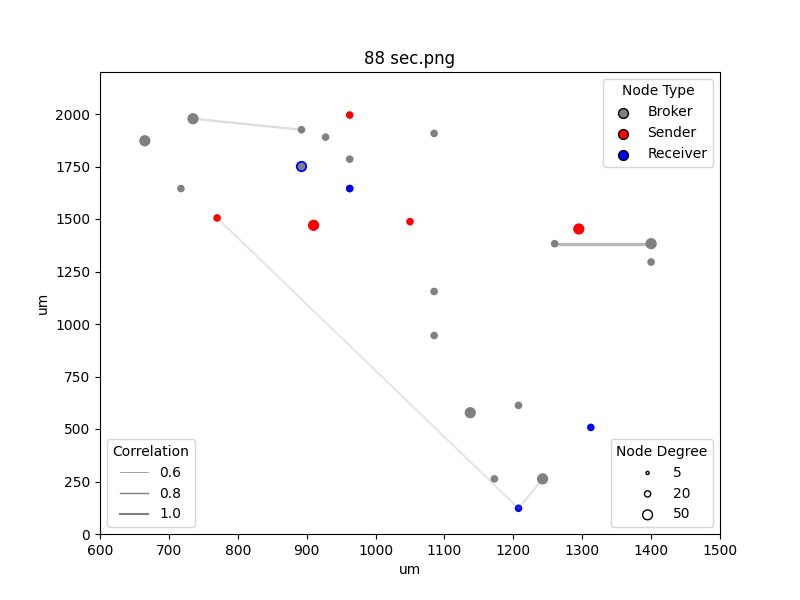 88 sec.png
Node Type
Broker
Sender
Receiver
2000
1750
1500
1250
1000
750
500
250
0
um
Correlation
0.6
0.8
1.0
Node Degree
5
20
50
600 700 800 900 1000 1100 1200 1300 1400 1500
um